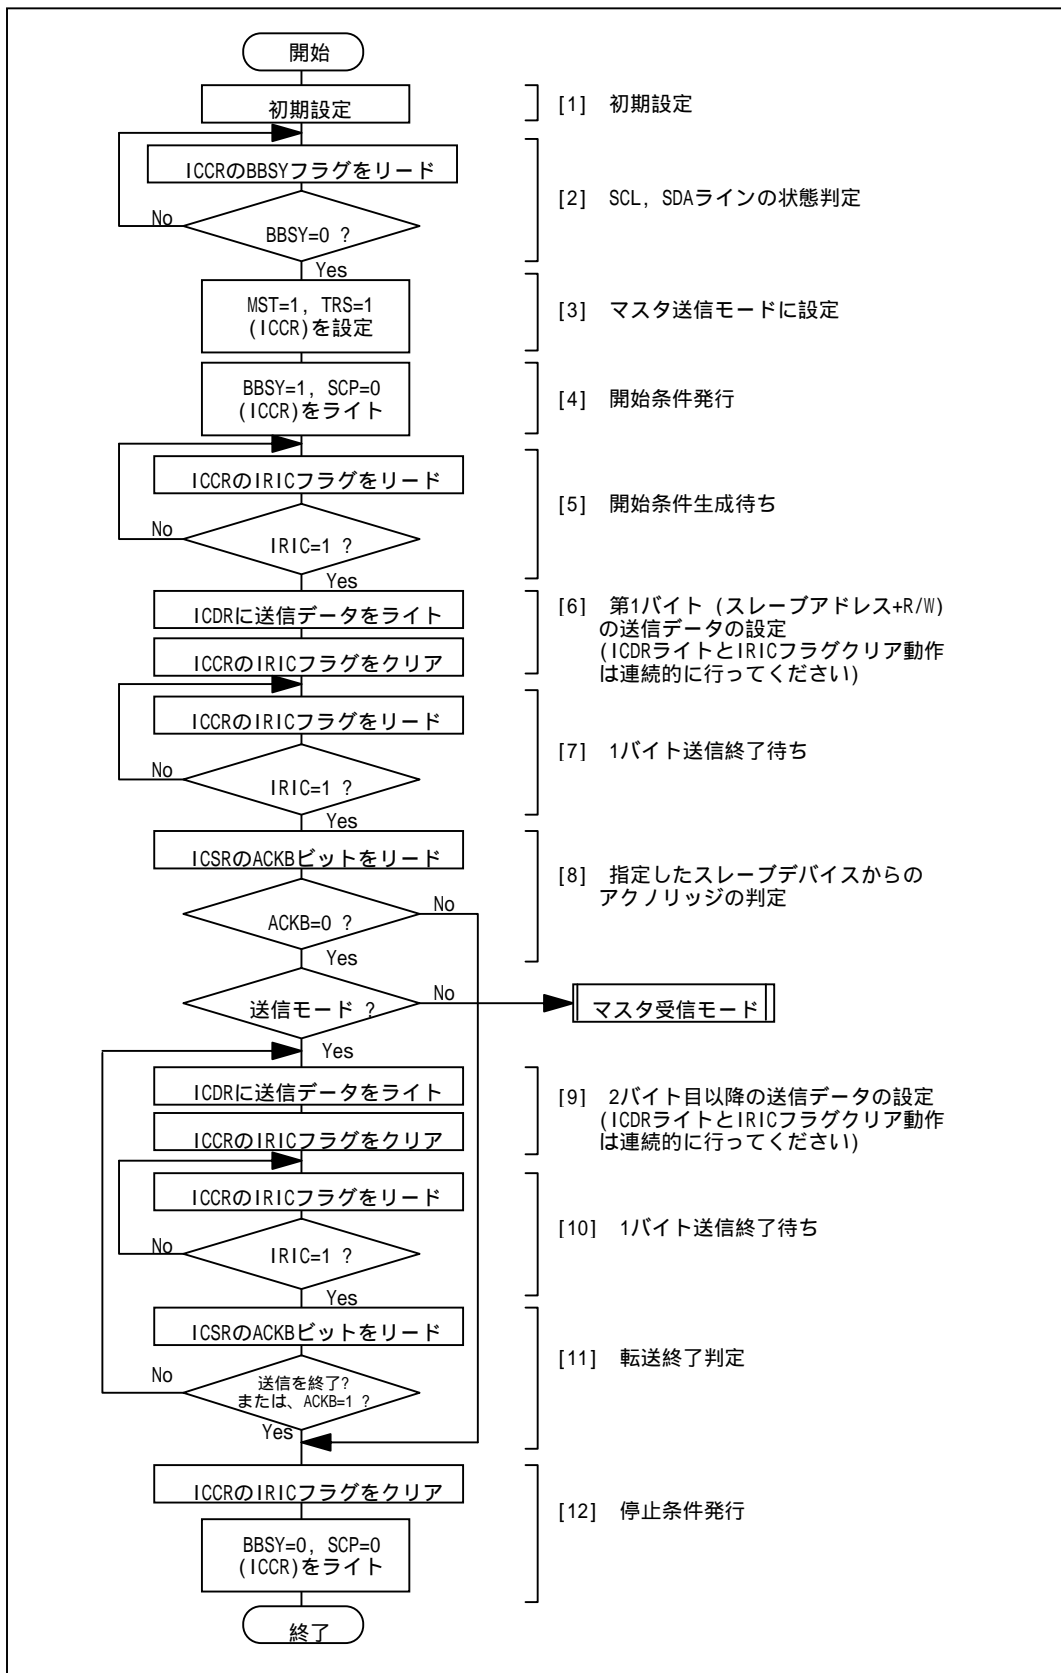 開始
初期設定
[1] 初期設定
ICCRのBBSYフラグをリード
[2] SCL, SDAラインの状態判定
No
BBSY=0 ?
Yes
MST=1, TRS=1
(ICCR)を設定
[3] マスタ送信モードに設定
BBSY=1, SCP=0
(ICCR)をライト
[4] 開始条件発行
ICCRのIRICフラグをリード
[5] 開始条件生成待ち
No
IRIC=1 ?
Yes
ICDRに送信データをライト
ICCRのIRICフラグをクリア
[6] 第1バイト (スレーブアドレス+R/W)
の送信データの設定
(ICDRライトとIRICフラグクリア動作
は連続的に行ってください)
ICCRのIRICフラグをリード
[7] 1バイト送信終了待ち
No
IRIC=1 ?
Yes
ICSRのACKBビットをリード
[8] 指定したスレーブデバイスからの
アクノリッジの判定
No
ACKB=0 ?
Yes
送信モード ?
No
マスタ受信モード
Yes
ICDRに送信データをライト
ICCRのIRICフラグをクリア
[9] 2バイト目以降の送信データの設定
(ICDRライトとIRICフラグクリア動作
は連続的に行ってください)
ICCRのIRICフラグをリード
[10] 1バイト送信終了待ち
No
IRIC=1 ?
Yes
ICSRのACKBビットをリード
[11] 転送終了判定
No
送信を終了?
または、ACKB=1 ?
Yes
ICCRのIRICフラグをクリア
[12] 停止条件発行
BBSY=0, SCP=0
(ICCR)をライト
終了